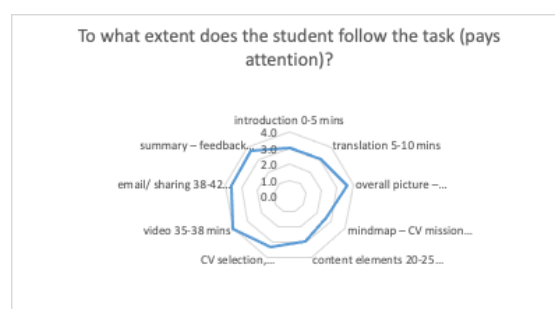 To what extent does the student follow the task (pays
attention)?
introduction 0-5 mins
4.0
summary – feedback...
3.0
translation 5-10 mins
2.0
email/ sharing 38-42...
1.0
overall picture –...
0.0
video 35-38 mins
mindmap – CV mission...
CV selection,...
content elements 20-25...